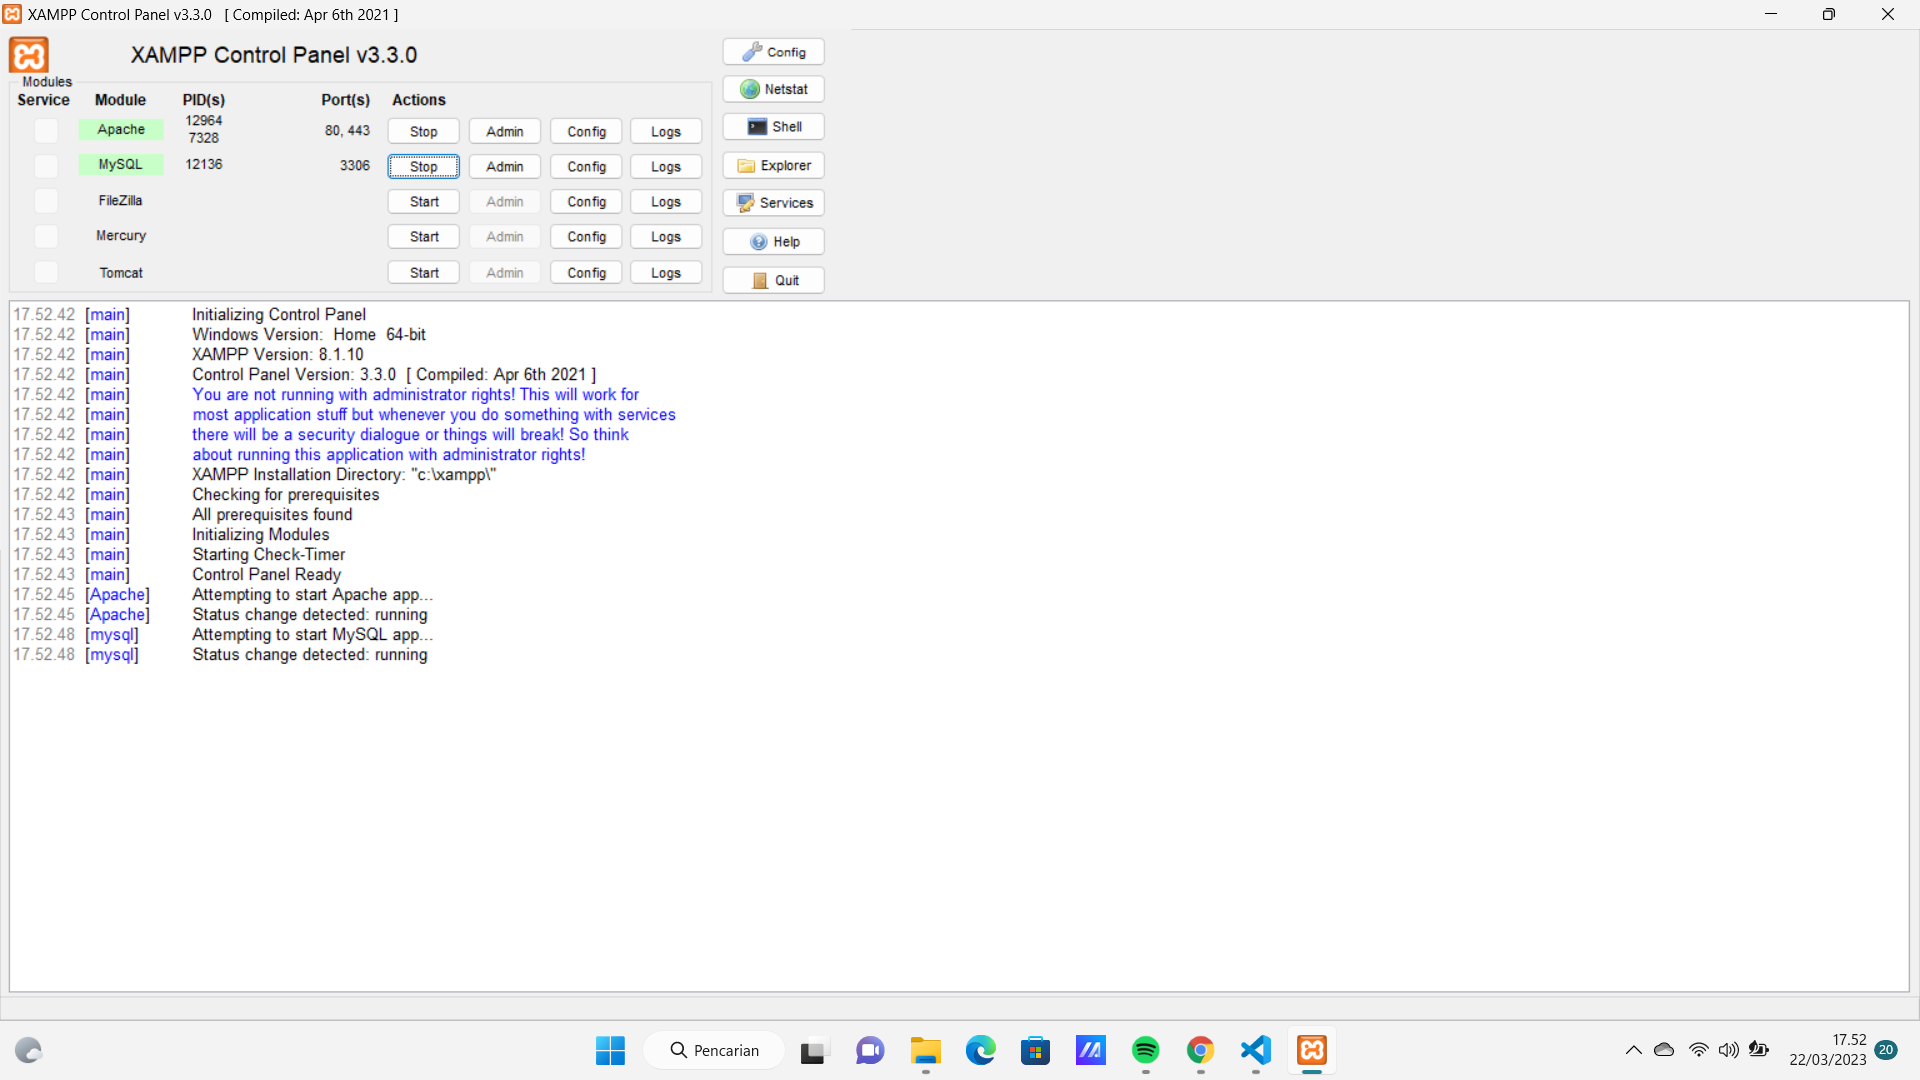 XAMPP Control Panel v3.3.0 [ Compiled: Apr 6th 2021 ]
XAMPP Control Panel v3.3.0
Config
Modules
Service Module PID(s) Port(s) Actions
Netstat
Apache 12964 7328 80, 443 Stop Admin Config Logs
Shell
MySQL 12136 3306 Stop Admin Config Logs
Explorer
FileZilla Start Admin Config Logs
Services
Mercury Start Admin Config Logs
Help
Tomcat Start Admin Config Logs
Quit
17.52.42 [main] Initializing Control Panel
17.52.42 [main] Windows Version: Home 64-bit
17.52.42 [main] XAMPP Version: 8.1.10
17.52.42 [main] Control Panel Version: 3.3.0 [ Compiled: Apr 6th 2021 ]
17.52.42 [main] You are not running with administrator rights! This will work for
17.52.42 [main] most application stuff but whenever you do something with services
17.52.42 [main] there will be a security dialogue or things will break! So think
17.52.42 [main] about running this application with administrator rights!
17.52.42 [main] XAMPP Installation Directory: "c:\xampp\"
17.52.42 [main] Checking for prerequisites
17.52.43 [main] All prerequisites found
17.52.43 [main] Initializing Modules
17.52.43 [main] Starting Check-Timer
17.52.43 [main] Control Panel Ready
17.52.45 [Apache] Attempting to start Apache app...
17.52.45 [Apache] Status change detected: running
17.52.48 [mysql] Attempting to start MySQL app...
17.52.48 [mysql] Status change detected: running
Pencarian
17.52
22/03/2023
20